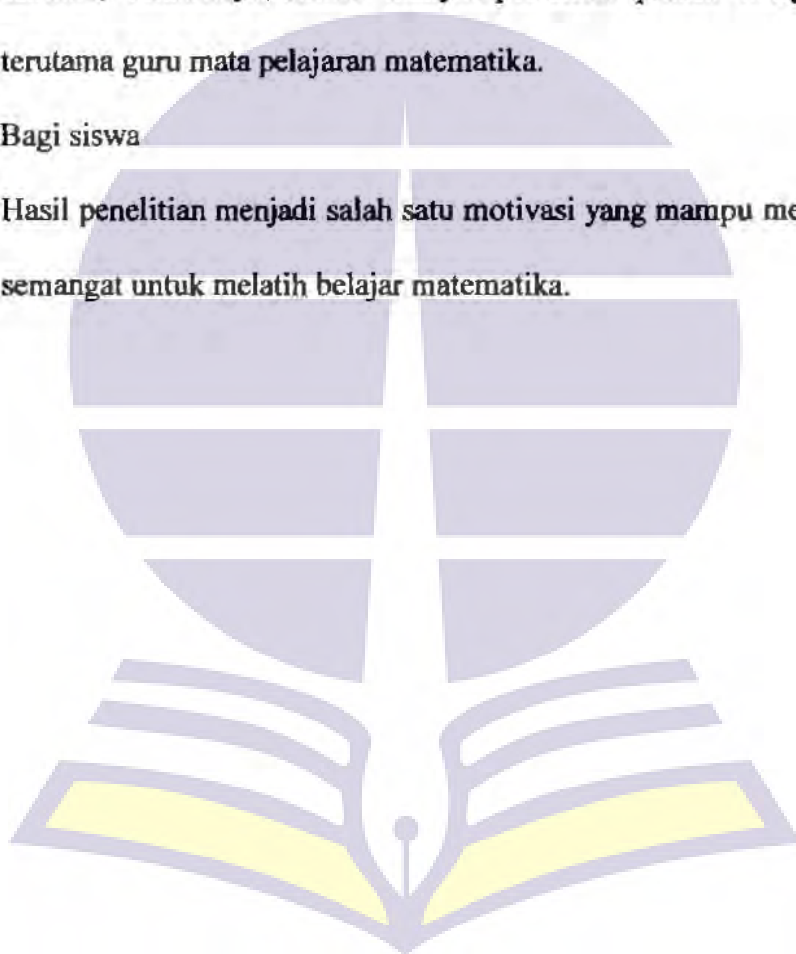 terutama guru mata pelajaran matematika.
Bagi siswa
Hasil penelitian menjadi salah satu motivasi yang mampu me
semangat untuk melatih belajar matematika.